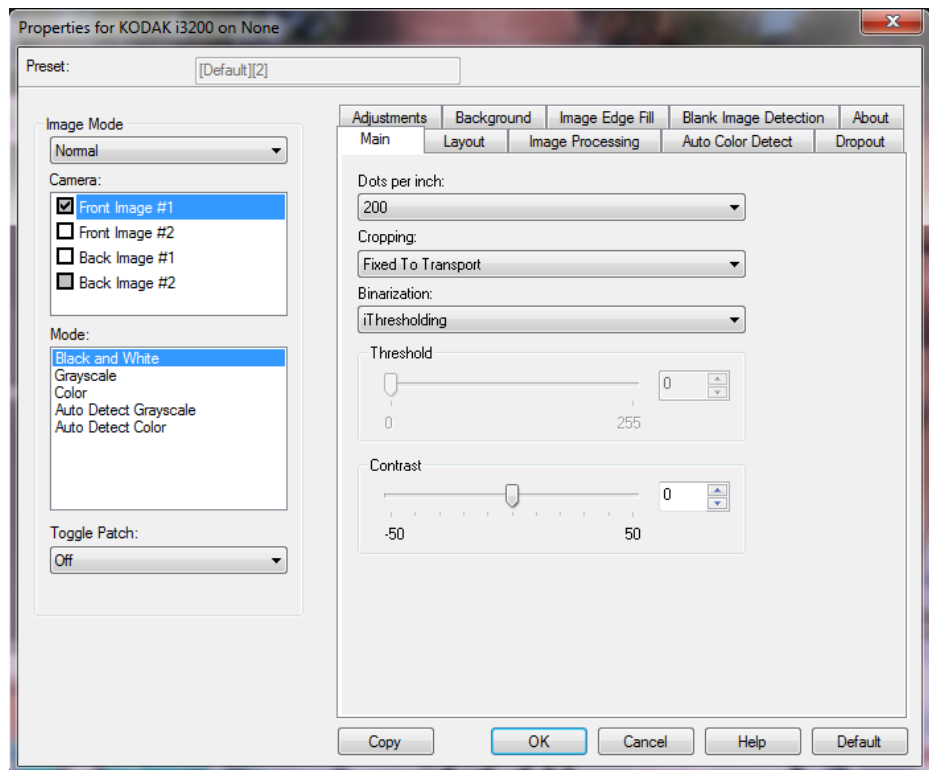 Properties for KODAK i3200 on None
Preset:
[Default][2]
Image Mode
Normal
Camera:
Front Image #1
Front Image #2
Back Image #1
Back Image #2
Mode:
Black and White
Grayscale
Color
Auto Detect Grayscale
Auto Detect Color
Toggle Patch:
Off
Adjustments Background Image Edge Fill Blank Image Detection About
Main Layout Image Processing Auto Color Detect Dropout
Dots per inch:
200
Cropping:
Fixed To Transport
Binarization:
iThresholding
Threshold
0
0 255
Contrast
0
-50 50
Copy OK Cancel Help Default